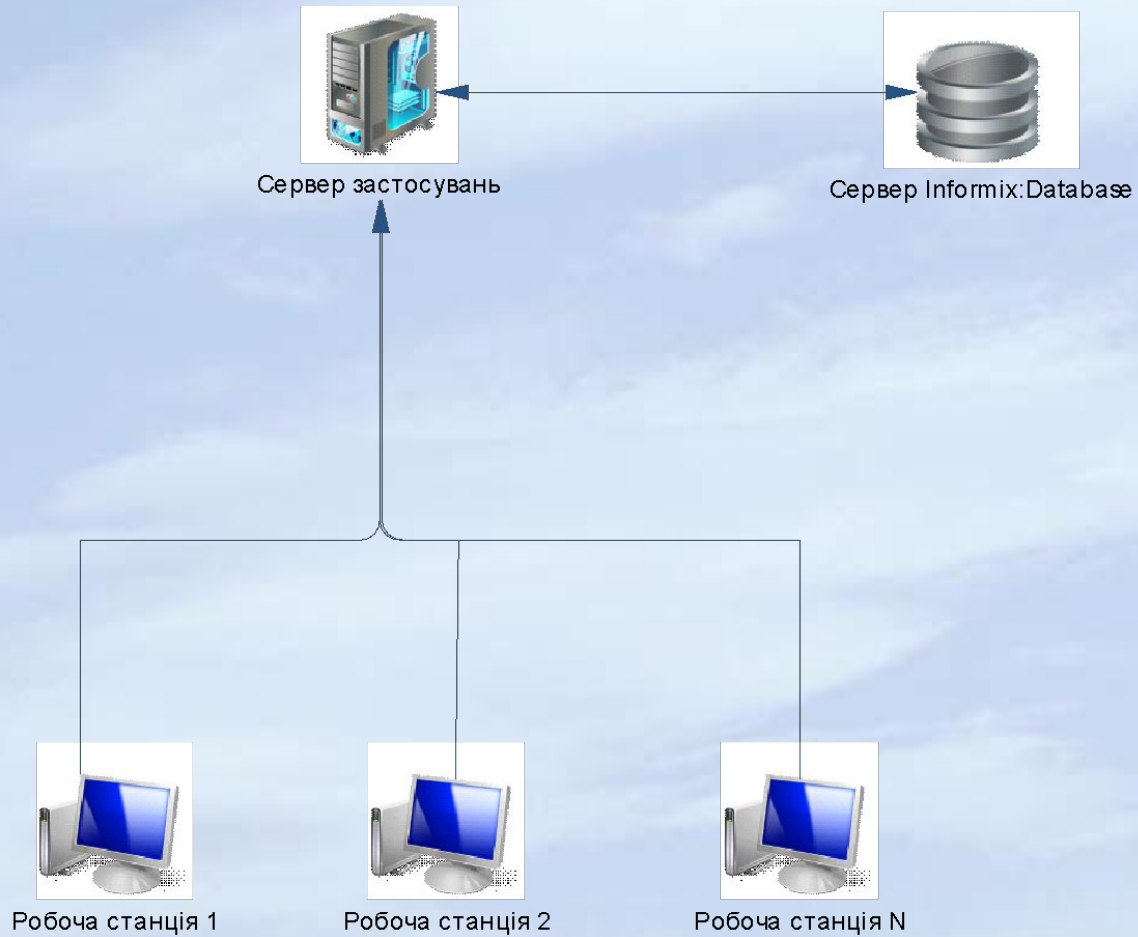 Сервер застосувань
Сервер Informix:Database
Робоча станція 1
Робоча станція 2
Робоча станція N